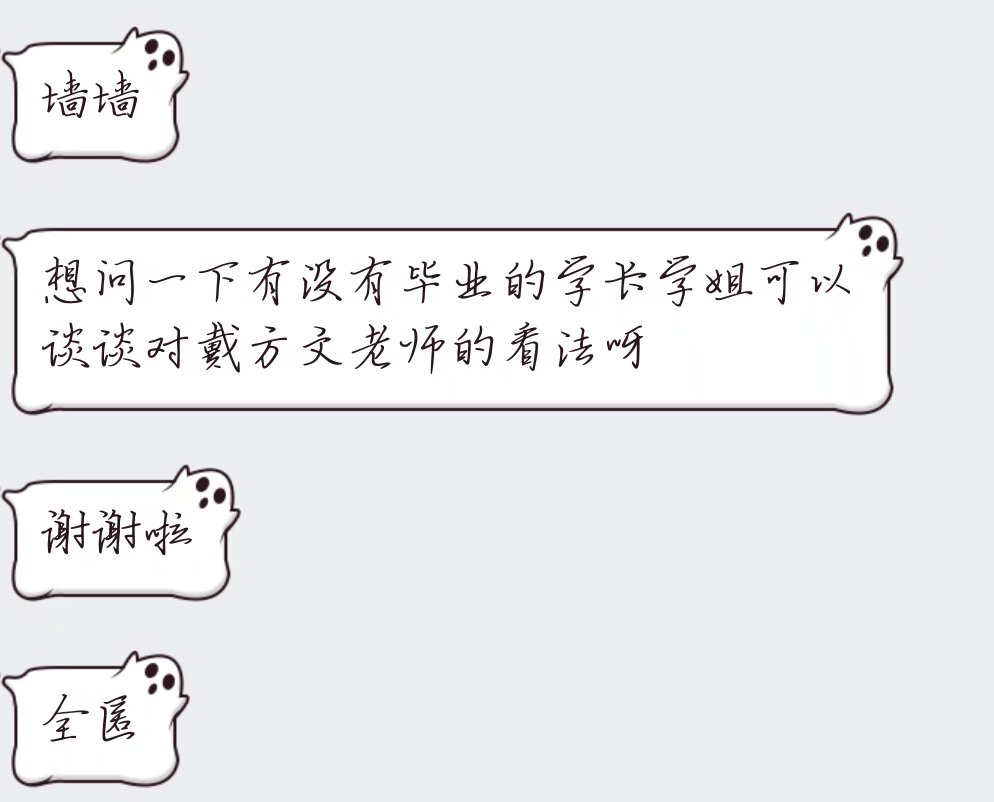 墙墙
想问一下有没有毕业的学长学姐可以
谈谈对戴方文老师的看法呀
谢谢啦
全匿